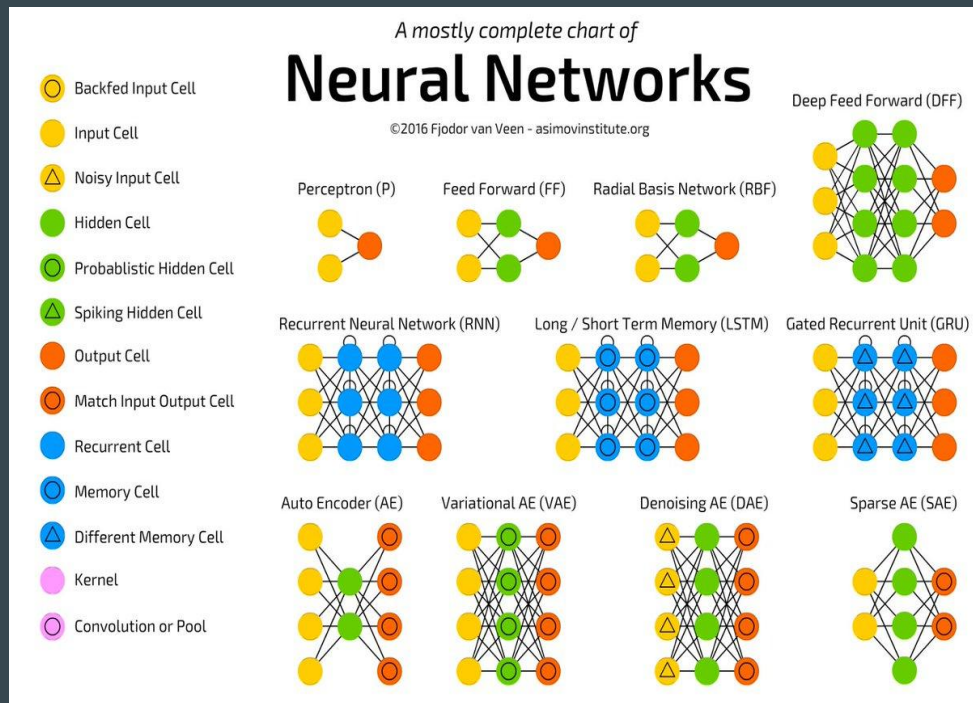 A mostly complete chart of
Neural Networks
©2016 Fjodor van Veen - asimovinstitute.org
Backfed Input Cell
Input Cell
Noisy Input Cell
Hidden Cell
Probablistic Hidden Cell
Spiking Hidden Cell
Output Cell
Match Input Output Cell
Recurrent Cell
Memory Cell
Different Memory Cell
Kernel
Convolution or Pool
Deep Feed Forward (DFF)
Perceptron (P)
Feed Forward (FF)
Radial Basis Network (RBF)
Recurrent Neural Network (RNN)
Long / Short Term Memory (LSTM)
Gated Recurrent Unit (GRU)
Auto Encoder (AE)
Variational AE (VAE)
Denoising AE (DAE)
Sparse AE (SAE)